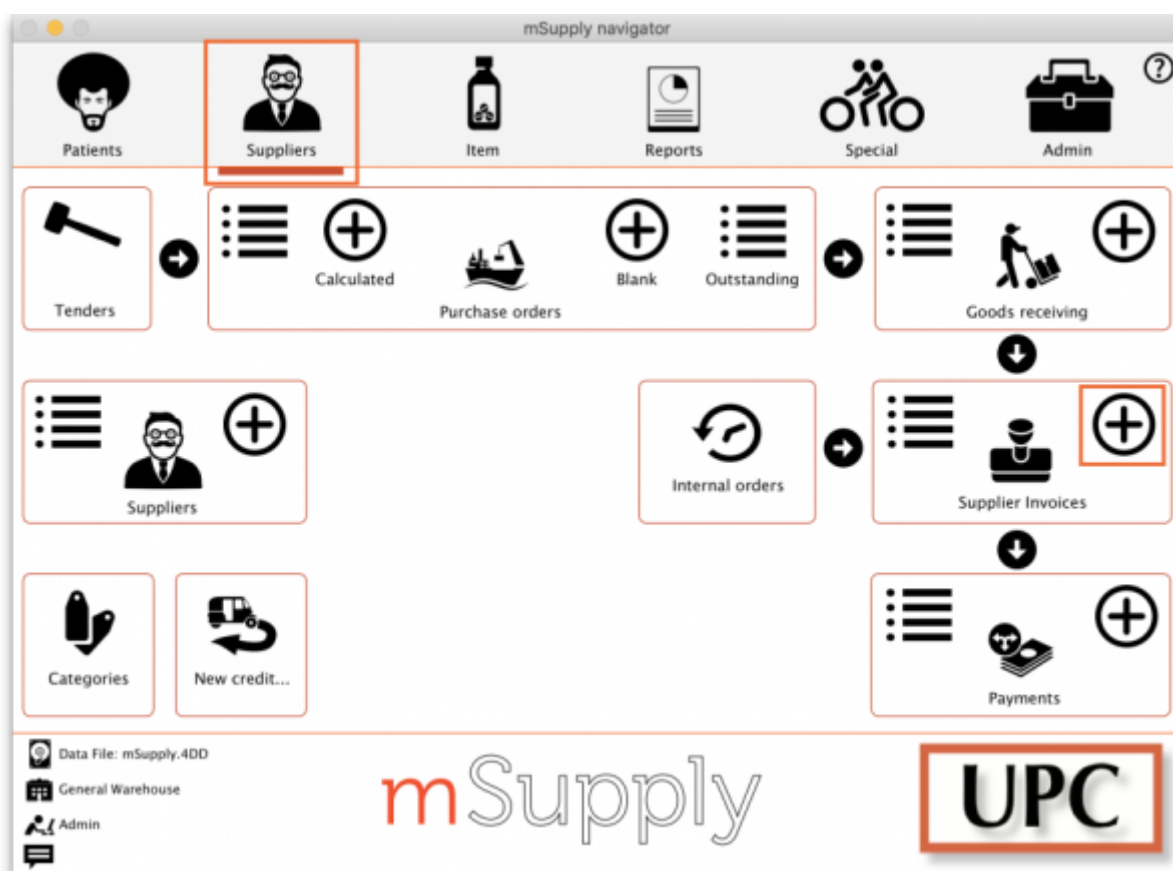 mSupply navigator
?
Patients
Suppliers
Item
Reports
Special
Admin
Tenders
Calculated
Purchase orders
Blank
Outstanding
Goods receiving
Suppliers
Internal orders
Supplier Invoices
Categories
New credit...
Payments
Data File: mSupply.4DD
General Warehouse
Admin
mSupply
UPC